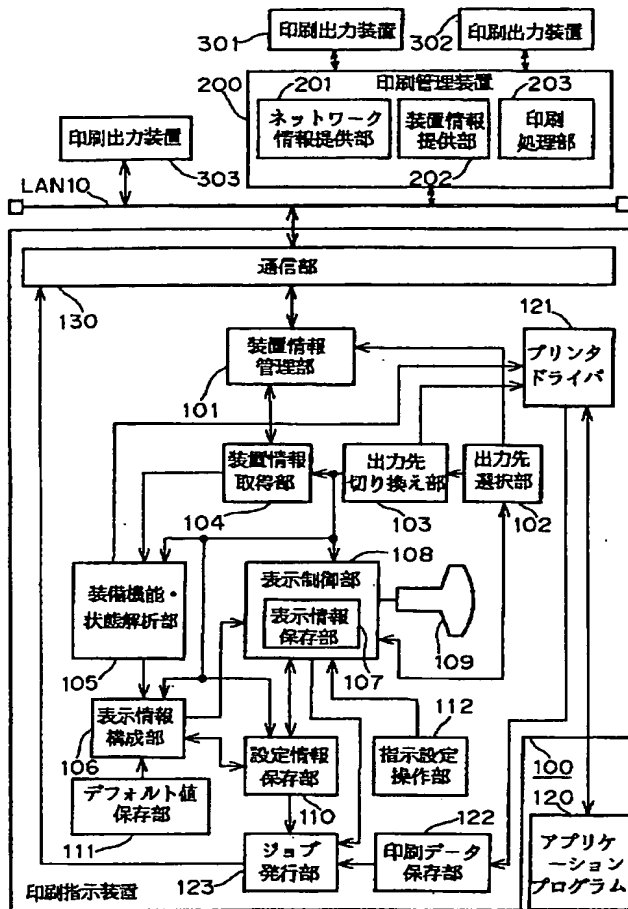 301
印刷出力装置
302
印刷出力装置
200
201
印刷管理装置
203
ネットワーク
情報提供部
装置情報
提供部
印刷
処理部
202
印刷出力装置
303
LAN10
通信部
130
121
プリンタ
ドライバ
装置情報
管理部
101
装置情報
取得部
104
出力先
切り換え部
103
出力先
選択部
102
108
表示制御部
表示情報
保存部
107
109
装備機能・
状態解析部
105
表示情報
構成部
106
112
設定情報
保存部
110
指示設定
操作部
デフォルト値
保存部
111
100
120
アプリケ
ーション
プログラム
122
ジョブ
発行部
123
印刷データ
保存部
印刷指示装置